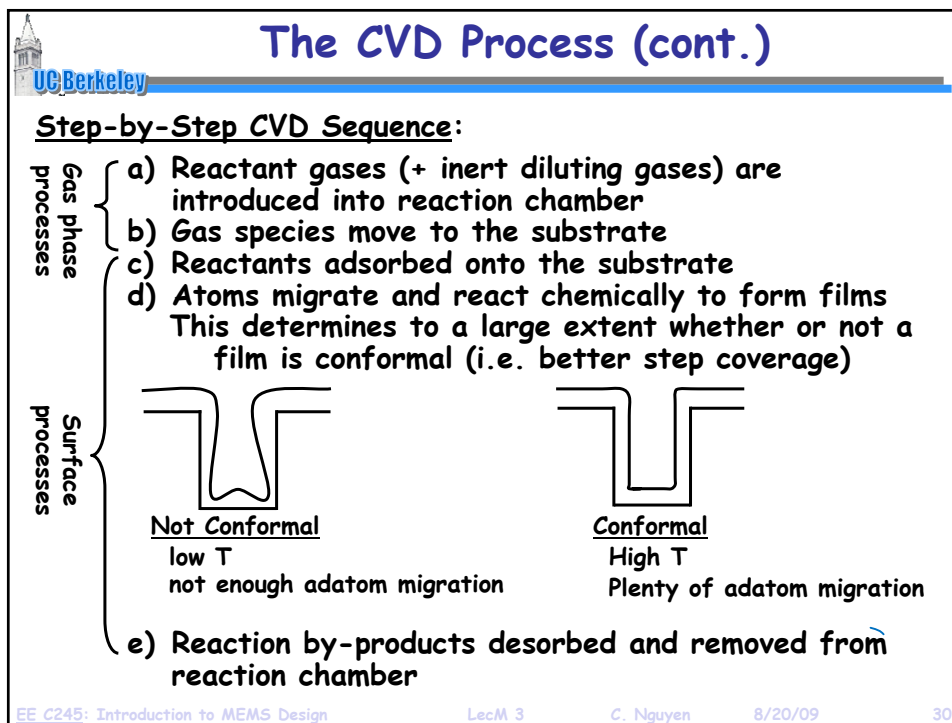 The CVD Process (cont.)
UC Berkeley
Step-by-Step CVD Sequence:
Gas phase
processes
a) Reactant gases (+ inert diluting gases) are
introduced into reaction chamber
b) Gas species move to the substrate
Surface
processes
c) Reactants adsorbed onto the substrate
d) Atoms migrate and react chemically to form films
This determines to a large extent whether or not a
film is conformal (i.e. better step coverage)
Not Conformal
low T
not enough adatom migration
Conformal
High T
Plenty of adatom migration
e) Reaction by-products desorbed and removed from
reaction chamber
EE C245: Introduction to MEMS Design LecM 3 C. Nguyen 8/20/09 30